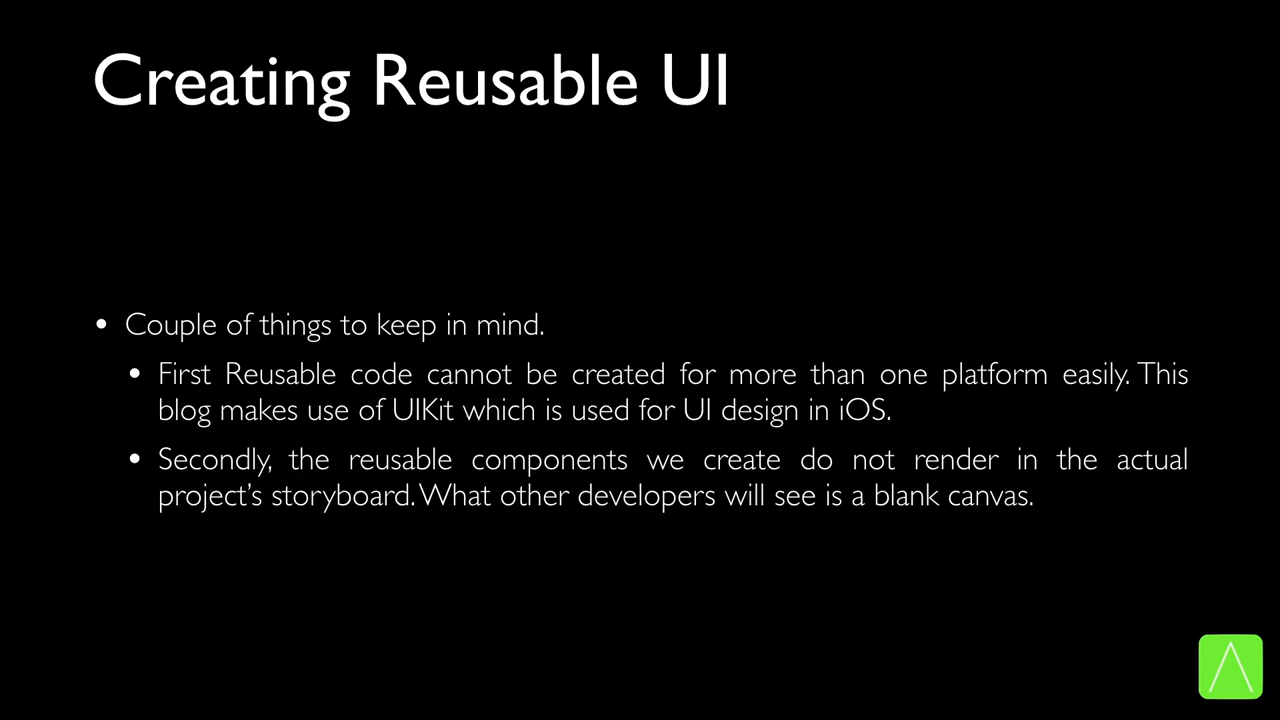 Creating Reusable UI
• Couple of things to keep in mind.
• First Reusable code cannot be created for more than one platform easily. This
blog makes use of UIKit which is used for UI design in iOS.
• Secondly, the reusable components we create do not render in the actual
project's storyboard. What other developers will see is a blank canvas.